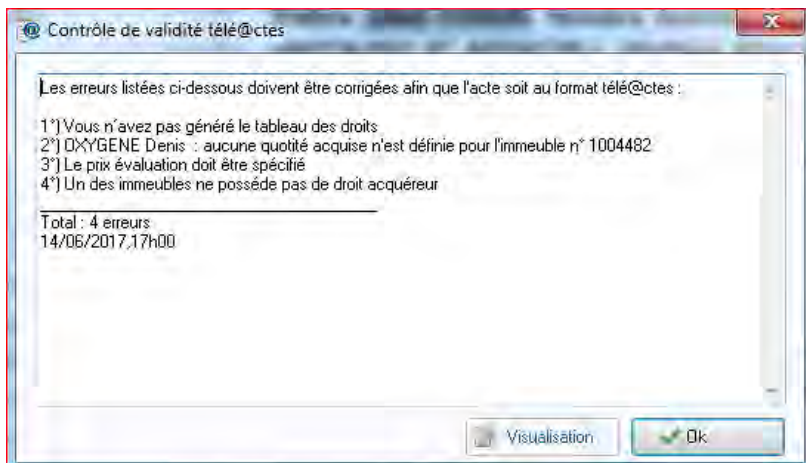 Contrôle de validité télé@ctes
Les erreurs listées ci-dessous doivent être corrigées afin que l'acte soit au format télé@ctes :
1°) Vous n'avez pas généré le tableau des droits
2°) OXYGENE Denis : aucune quotité acquise n'est définie pour l'immeuble n° 1004482
3°) Le prix évaluation doit être spécifié
4°) Un des immeubles ne posséde pas de droit acquéreur
Total : 4 erreurs
14/06/2017,17h00
Visualisation
Ok